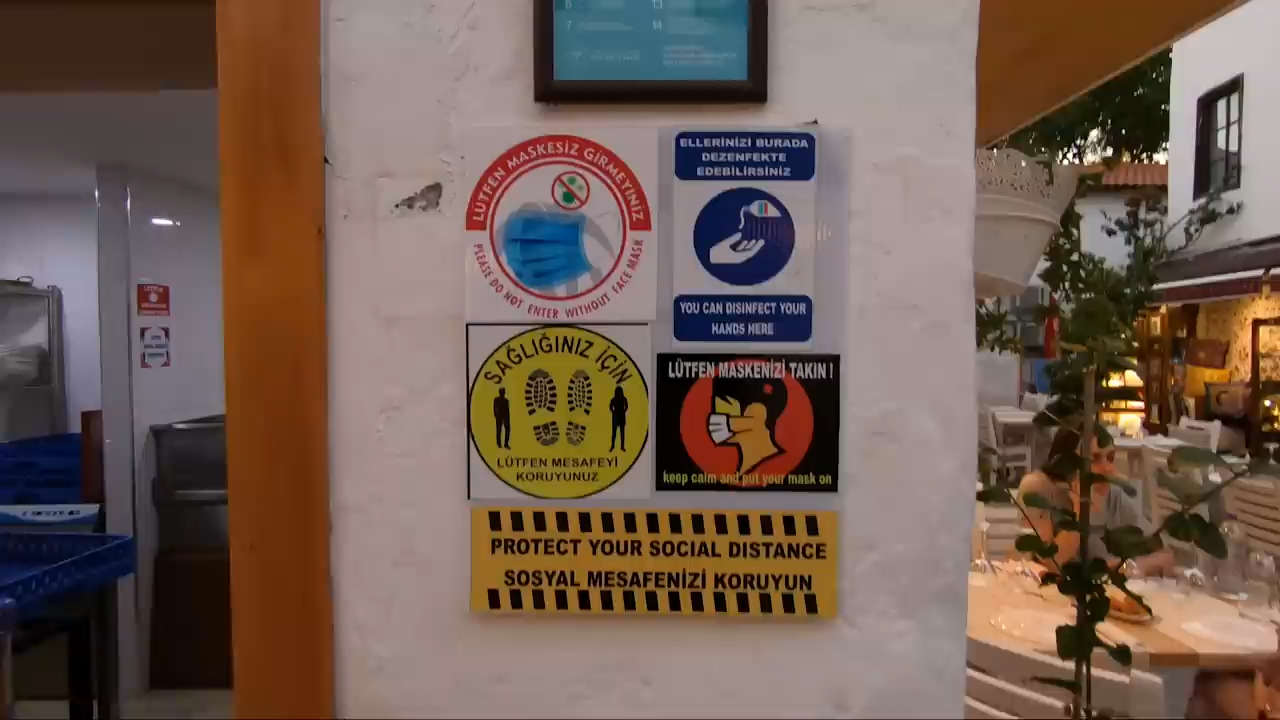 LÜTFEN MASKESİZ GİRMEYİNİZ
PLEASE DO NOT ENTER WITHOUT FACE MASK
ELLERİNİZİ BURADA
DEZENFEKTE
EDEBİLİRSİNİZ
YOU CAN DISINFECT YOUR
HANDS HERE
SAĞLIĞINIZ İÇİN
LÜTFEN MESAFEYİ
KORUYUNUZ
LÜTFEN MASKENİZİ TAKIN !
keep calm and put your mask on
PROTECT YOUR SOCIAL DISTANCE
SOSYAL MESAFENİZİ KORUYUN